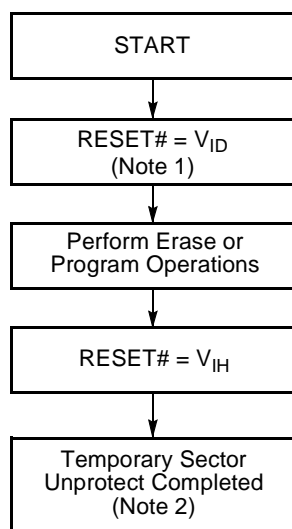 START
RESET# = VID
(Note 1)
Perform Erase or
Program Operations
RESET# = VIH
Temporary Sector
Unprotect Completed
(Note 2)